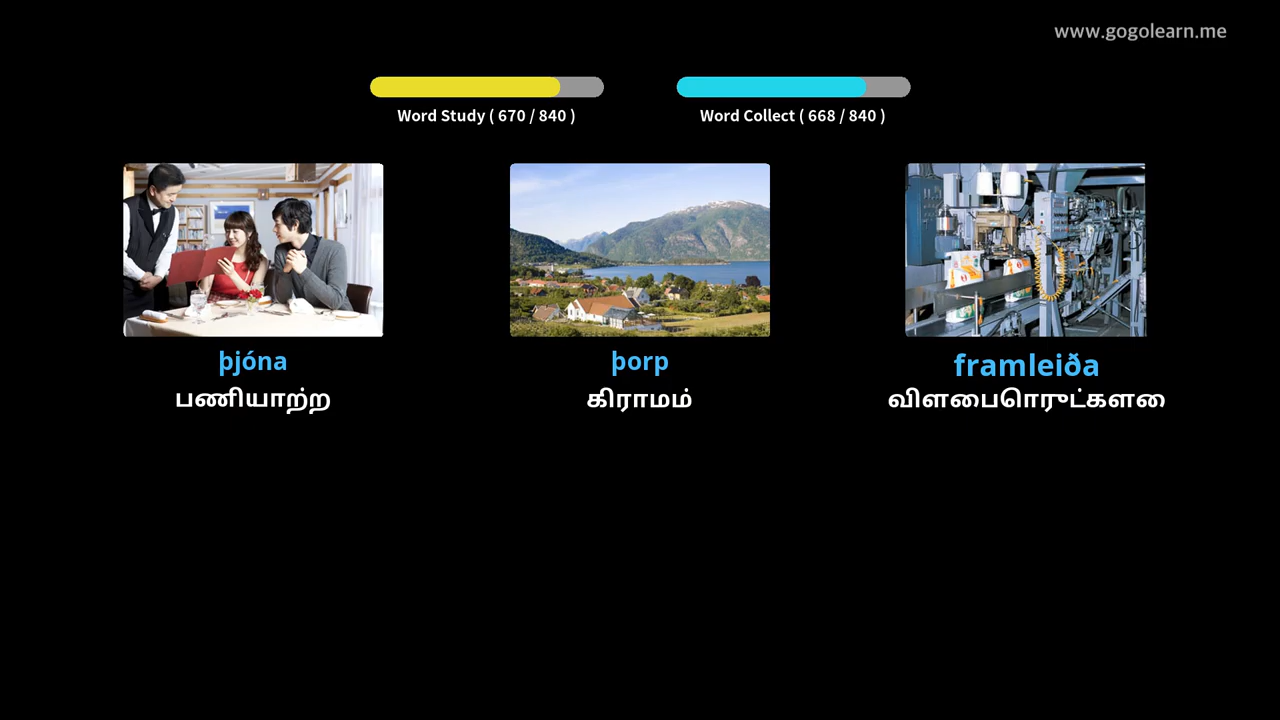 www.gogolearn.me
Word Study ( 670 / 840 )
Word Collect ( 668 / 840 )
þjóna
þorp
framleiða
பணியாற்ற
கிராமம்
விளைபொருட்களை